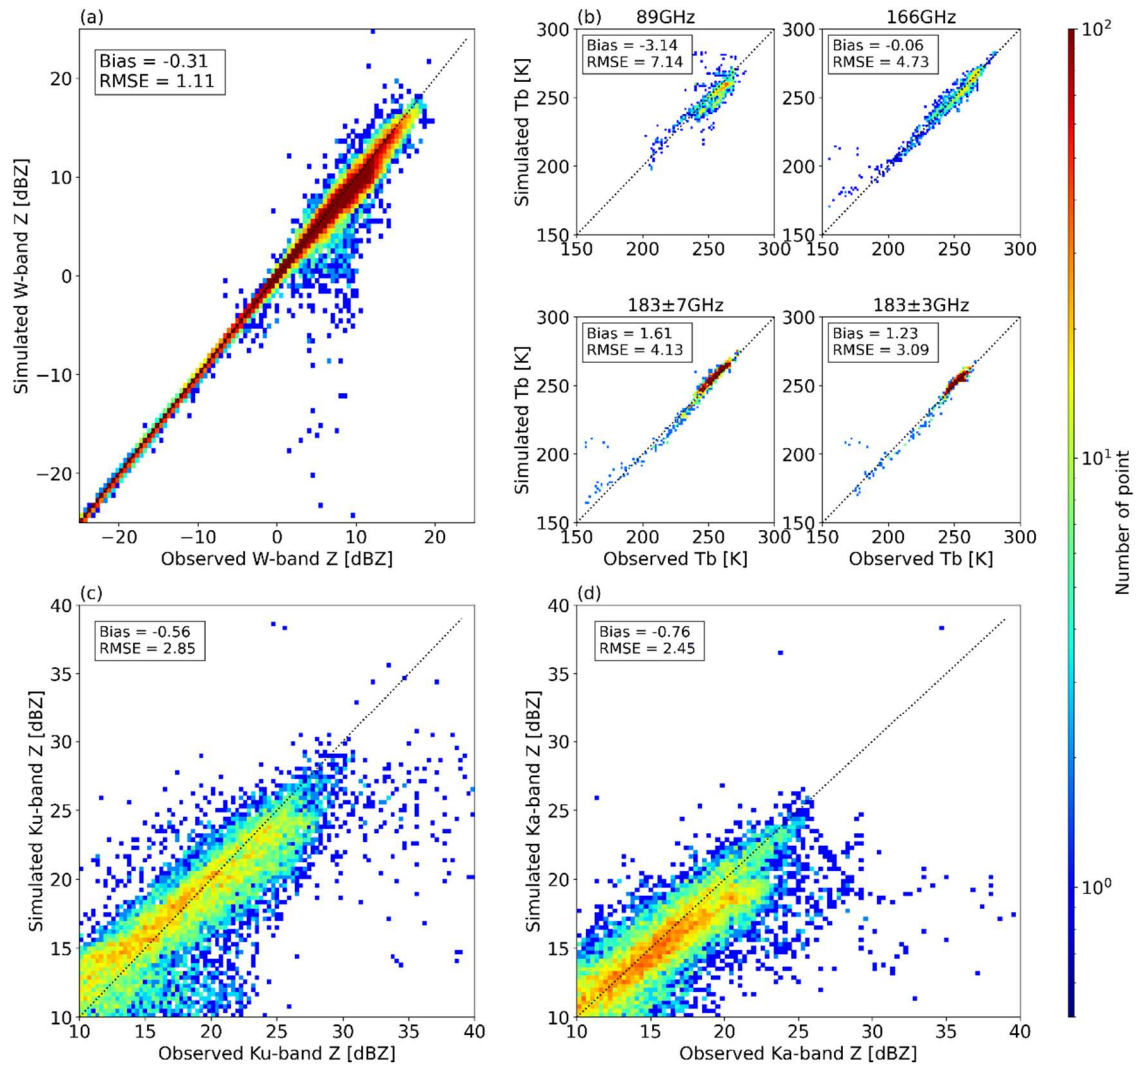 (a)
Bias = -0.31
RMSE = 1.11
20
10
0
−10
−20
Simulated W-band Z [dBZ]
−20 −10 0 10 20
Observed W-band Z [dBZ]
(b)
89GHz
Bias = -3.14
RMSE = 7.14
300
250
200
150
Simulated Tb [K]
150 200 250 300
166GHz
Bias = -0.06
RMSE = 4.73
300
250
200
150
150 200 250 300
183±7GHz
Bias = 1.61
RMSE = 4.13
300
250
200
150
Simulated Tb [K]
150 200 250 300
Observed Tb [K]
183±3GHz
Bias = 1.23
RMSE = 3.09
300
250
200
150
150 200 250 300
Observed Tb [K]
(c)
Bias = -0.56
RMSE = 2.85
40
35
30
25
20
15
10
Simulated Ku-band Z [dBZ]
10 15 20 25 30 35 40
Observed Ku-band Z [dBZ]
(d)
Bias = -0.76
RMSE = 2.45
40
35
30
25
20
15
10
Simulated Ka-band Z [dBZ]
10 15 20 25 30 35 40
Observed Ka-band Z [dBZ]
10²
10¹
10⁰
Number of point